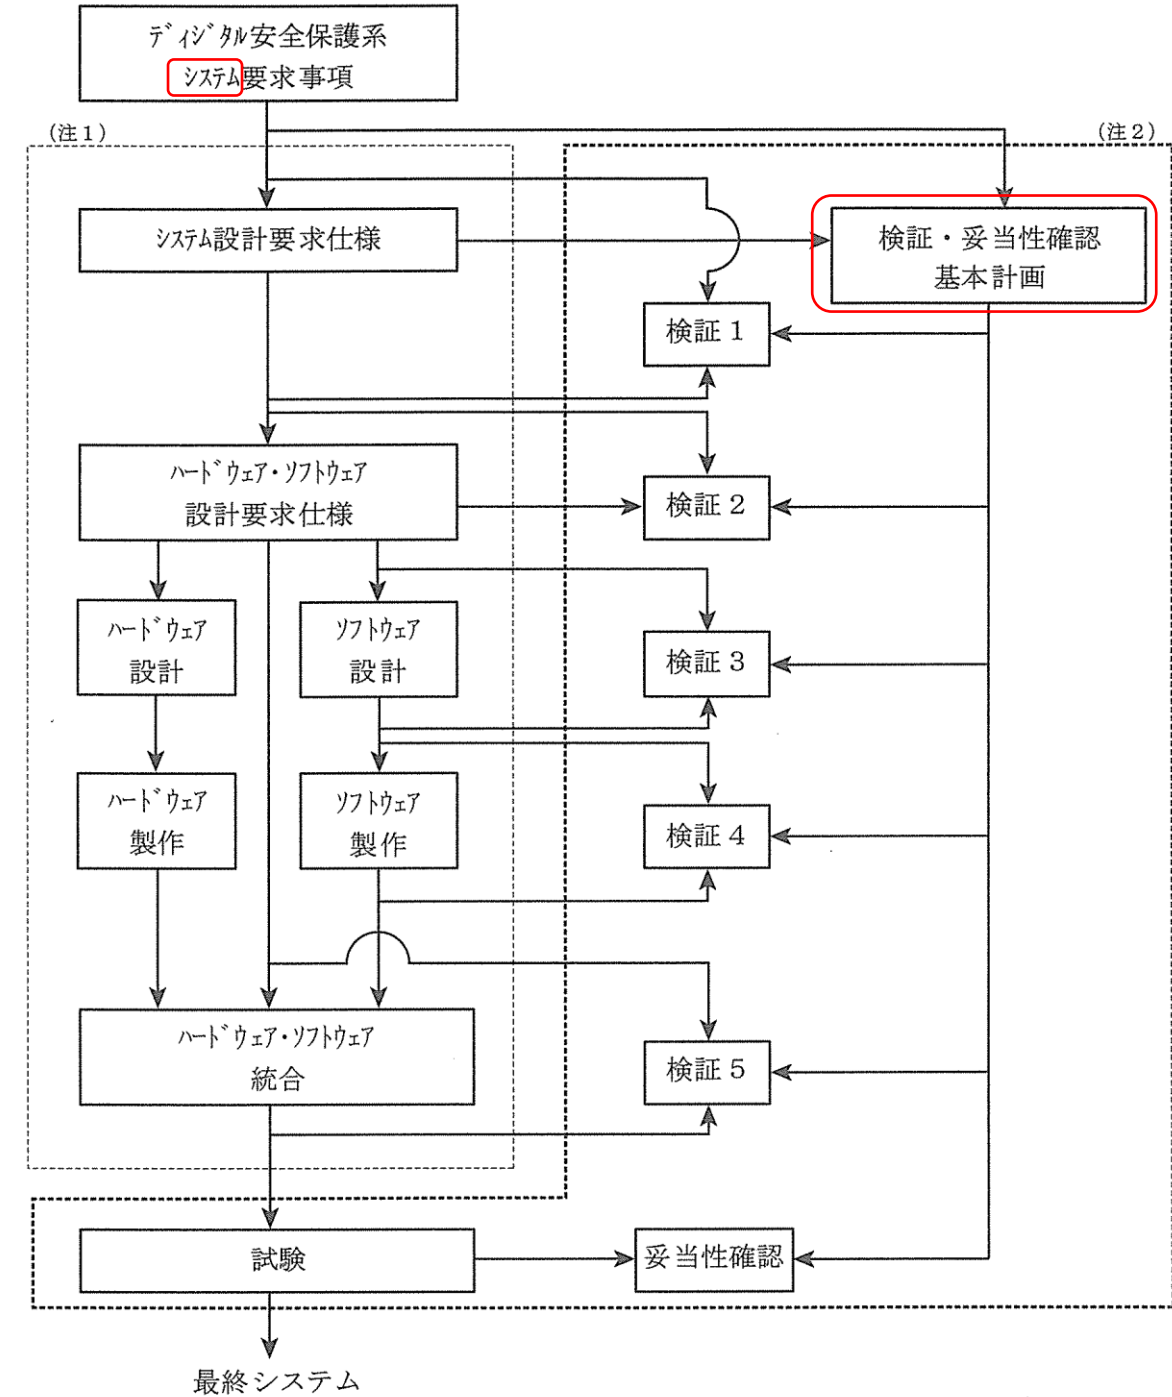 ﾃﾞｨｼﾞﾀﾙ安全保護系
ｼｽﾃﾑ要求事項
(注１)
(注２)
ｼｽﾃﾑ設計要求仕様
検証・妥当性確認
基本計画
検証１
ﾊｰﾄﾞｳｪｱ・ｿﾌﾄｳｪｱ
設計要求仕様
検証２
ﾊｰﾄﾞｳｪｱ
設計
ｿﾌﾄｳｪｱ
設計
検証３
ﾊｰﾄﾞｳｪｱ
製作
ｿﾌﾄｳｪｱ
製作
検証４
ﾊｰﾄﾞｳｪｱ・ｿﾌﾄｳｪｱ
統合
検証５
試験
妥当性確認
最終システム